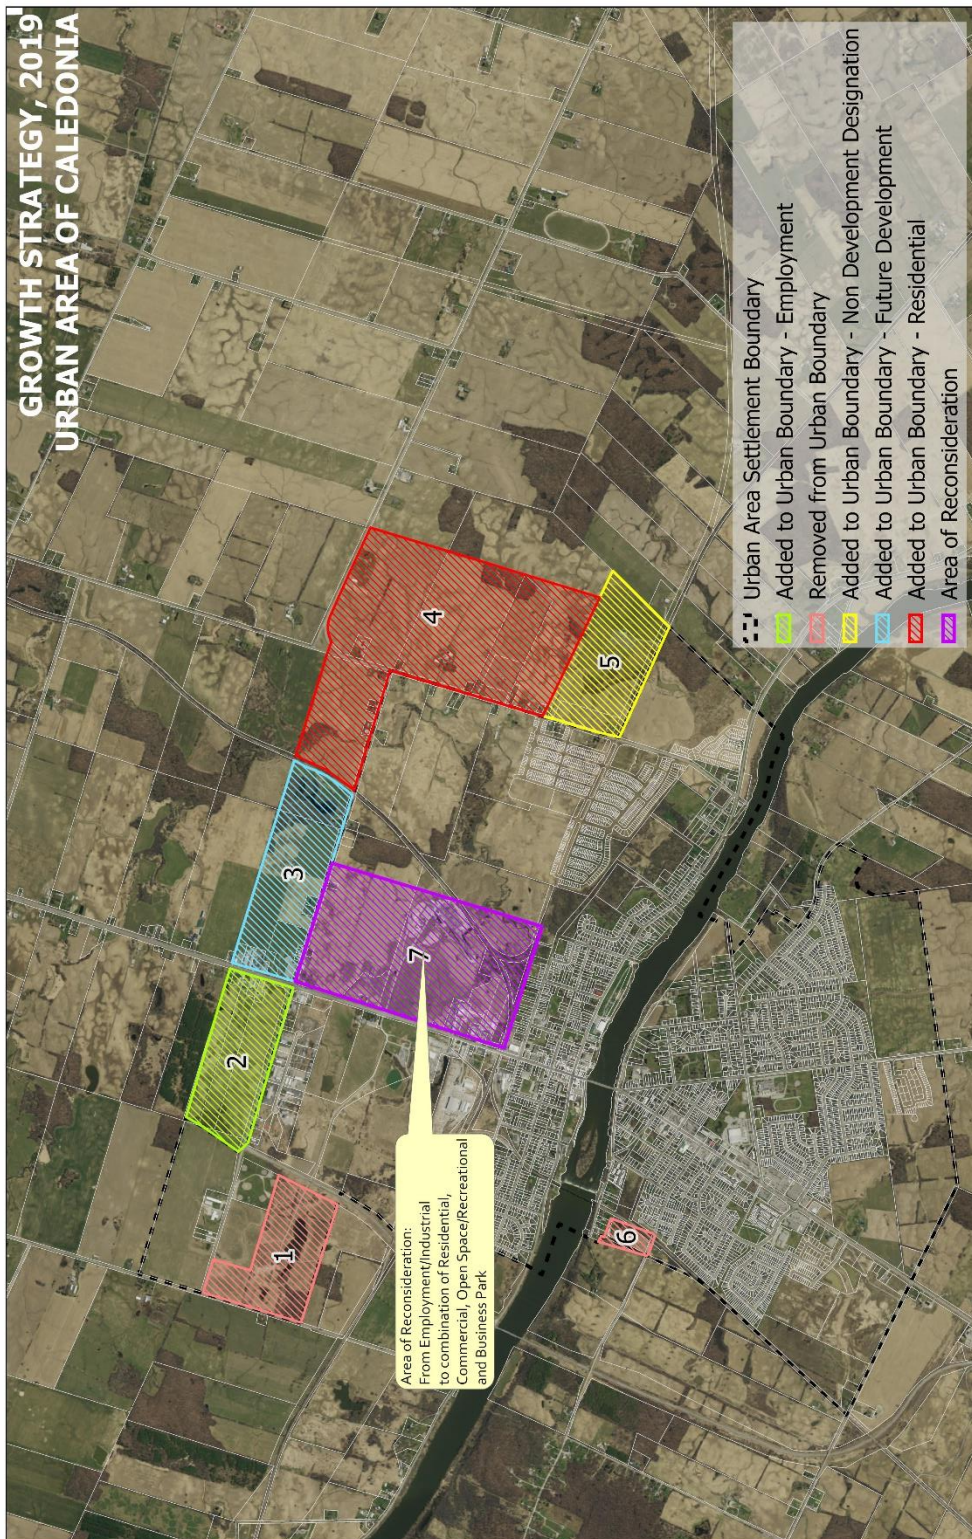 GROWTH STRATEGY, 2019
URBAN AREA OF CALEDONIA
1
2
3
4
5
6
7
Area of Reconsideration:
From Employment/Industrial
to combination of Residential,
Commercial, Open Space/Recreational
and Business Park
Urban Area Settlement Boundary
Added to Urban Boundary - Employment
Removed from Urban Boundary
Added to Urban Boundary - Non Development Designation
Added to Urban Boundary - Future Development
Added to Urban Boundary - Residential
Area of Reconsideration